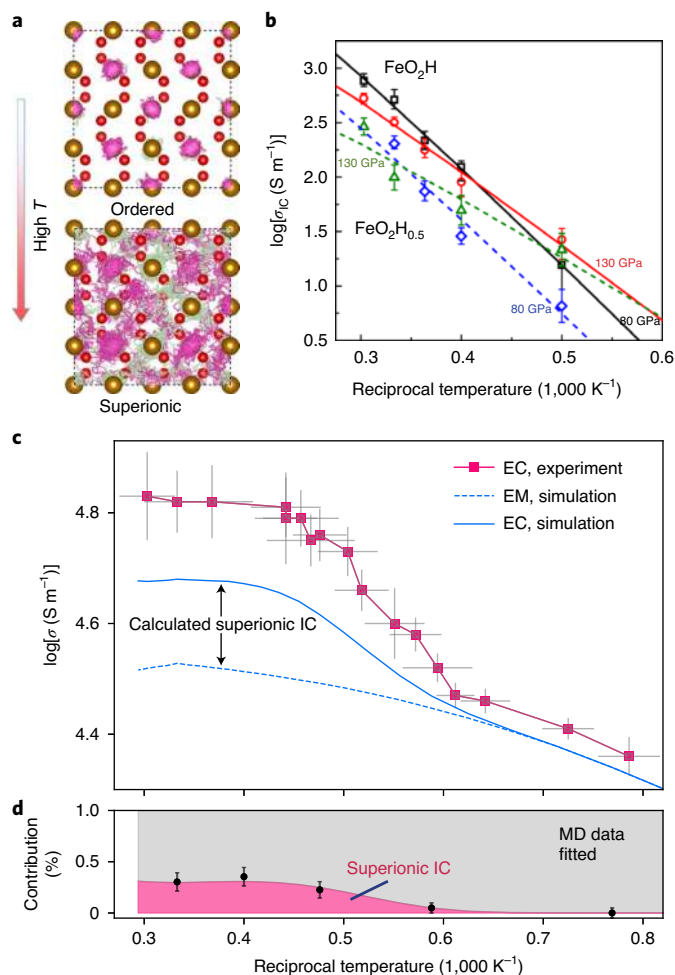 a
High T
Ordered
Superionic
b
log[σIC (S m−1)]
3.0
2.5
2.0
1.5
1.0
0.5
FeO2H
130 GPa
FeO2H0.5
130 GPa
80 GPa
80 GPa
0.3 0.4 0.5 0.6
Reciprocal temperature (1,000 K−1)
c
log[σ (S m−1)]
4.8
4.6
4.4
EC, experiment
EM, simulation
EC, simulation
Calculated superionic IC
d
Contribution
(%)
1.0
0.5
0
MD data
fitted
Superionic IC
0.3 0.4 0.5 0.6 0.7 0.8
Reciprocal temperature (1,000 K−1)